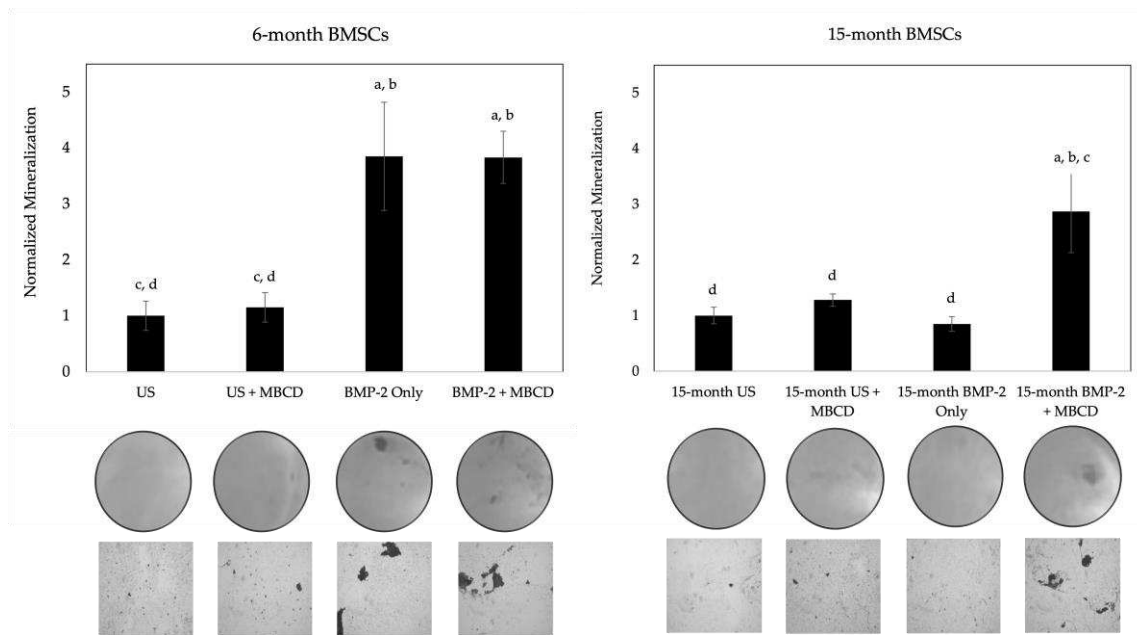 6-month BMSCs
Normalized Mineralization
5
4
3
2
1
0
c, d
c, d
a, b
a, b
US
US + MBCD
BMP-2 Only
BMP-2 + MBCD
15-month BMSCs
Normalized Mineralization
5
4
3
2
1
0
d
d
d
a, b, c
15-month US
15-month US +
MBCD
15-month BMP-2
Only
15-month BMP-2
+ MBCD